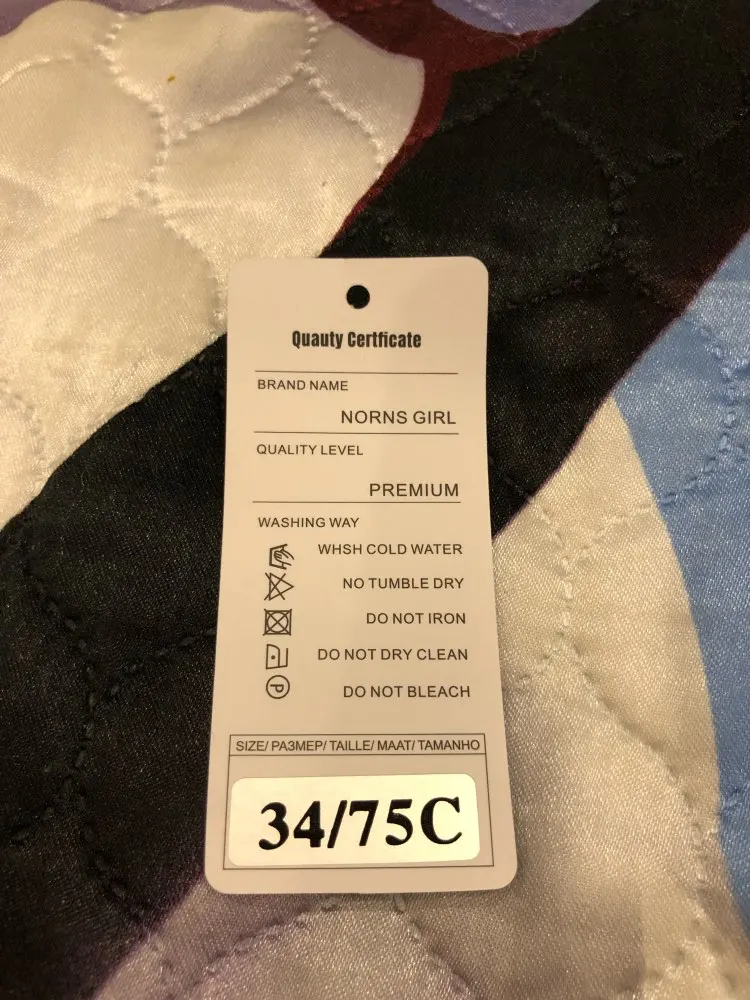 Quauty Certficate
BRAND NAME
NORNS GIRL
QUALITY LEVEL
PREMIUM
WASHING WAY
WHSH COLD WATER
NO TUMBLE DRY
DO NOT IRON
DO NOT DRY CLEAN
P DO NOT BLEACH
SIZE/ РАЗМЕР/ TAILLE/ MAAT/ TAMANHO
34/75C